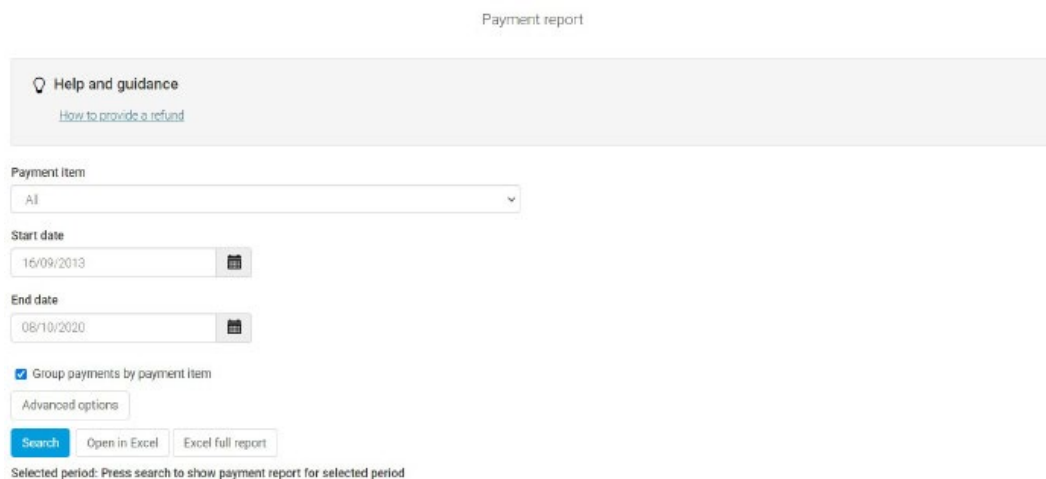 Payment report
Help and guidance
How to provide a refund
Payment item
All
Start date
16/09/2013
End date
08/10/2020
Group payments by payment item
Advanced options
Search Open in Excel Excel full report
Selected period: Press search to show payment report for selected period